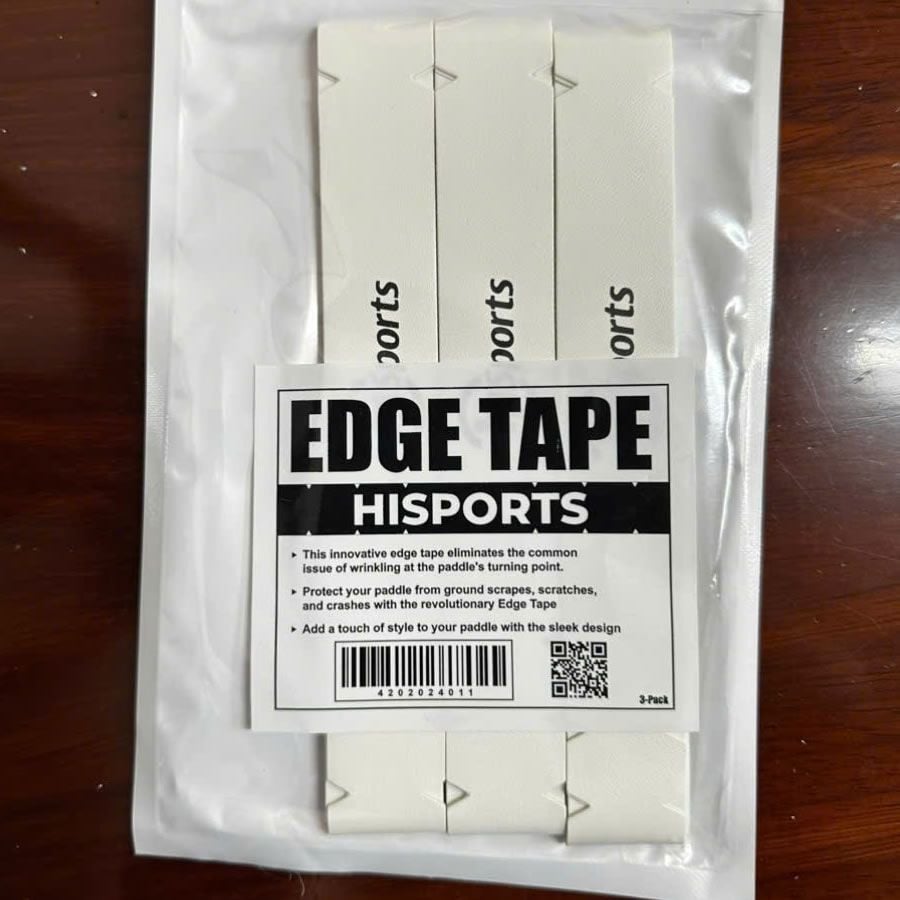 ports
ports
ports
EDGE TAPE
HISPORTS
▸ This innovative edge tape eliminates the common
issue of wrinkling at the paddle's turning point.
▸ Protect your paddle from ground scrapes, scratches,
and crashes with the revolutionary Edge Tape
▸ Add a touch of style to your paddle with the sleek design
4202024011
3-Pack